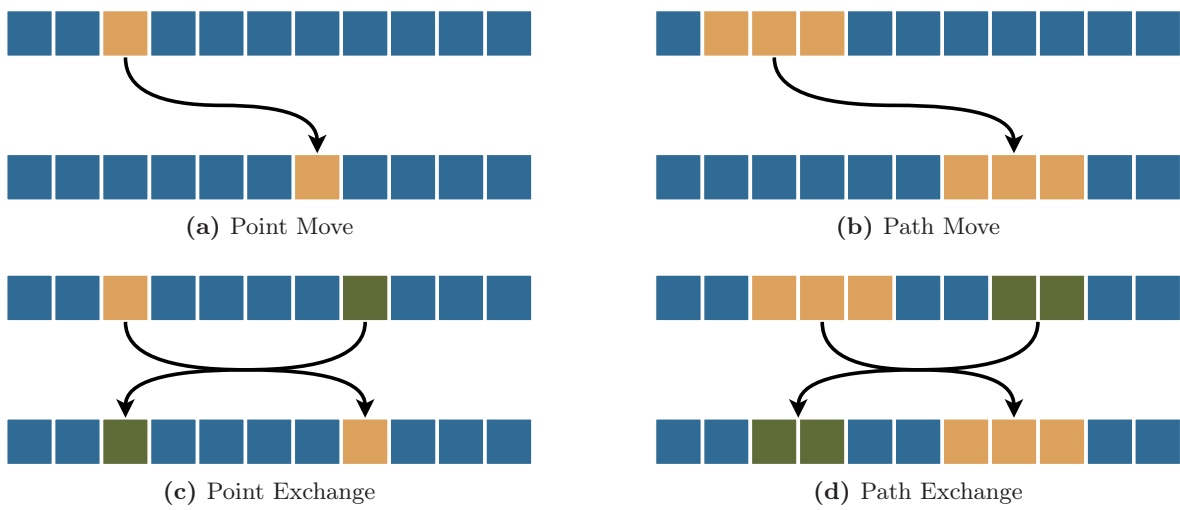 (a) Point Move
(b) Path Move
(c) Point Exchange
(d) Path Exchange